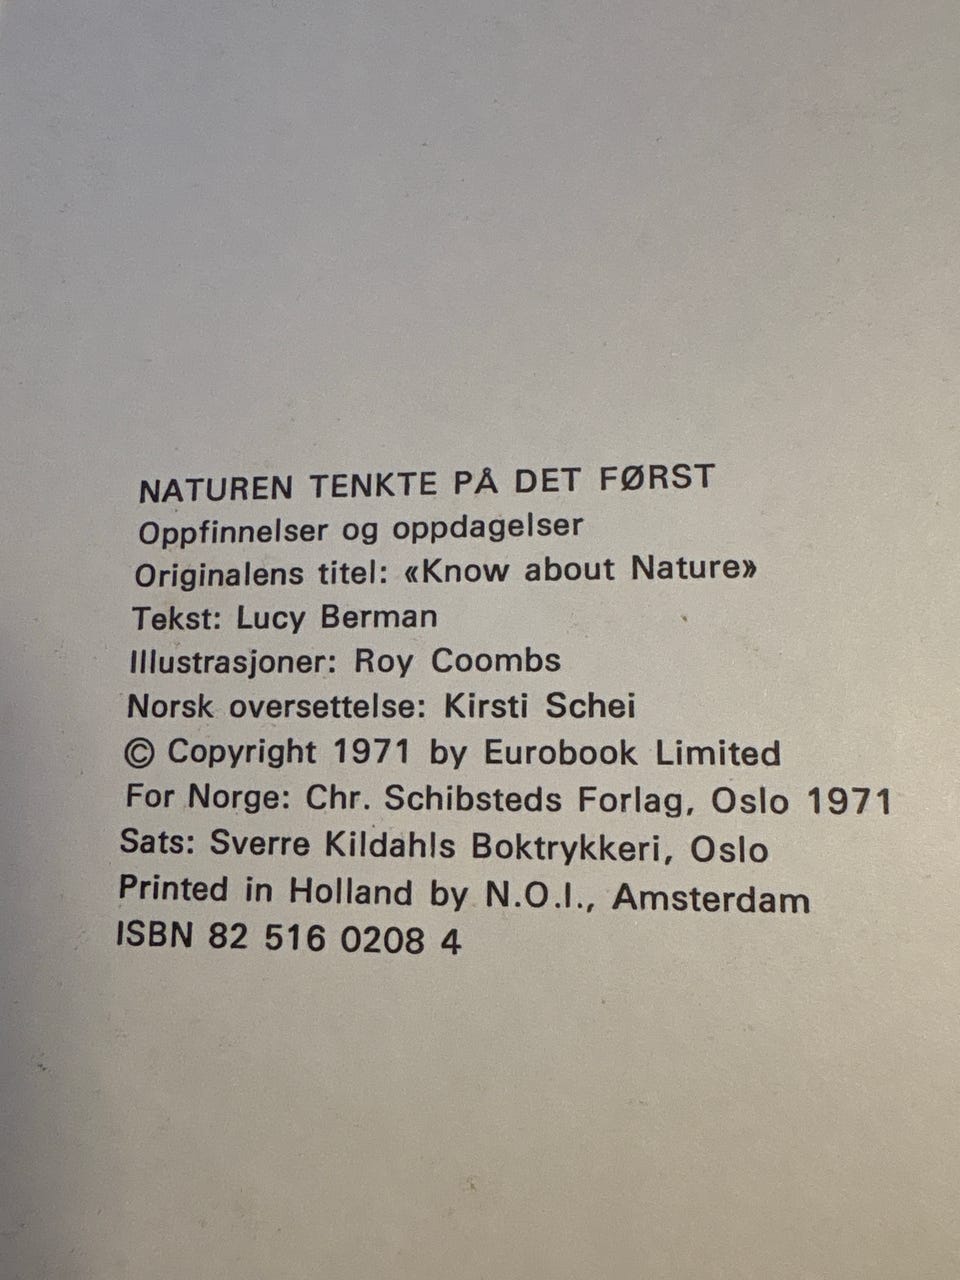 NATUREN TENKTE PÅ DET FØRST
Oppfinnelser og oppdagelser
Originalens titel: «Know about Nature»
Tekst: Lucy Berman
Illustrasjoner: Roy Coombs
Norsk oversettelse: Kirsti Schei
© Copyright 1971 by Eurobook Limited
For Norge: Chr. Schibsteds Forlag, Oslo 1971
Sats: Sverre Kildahls Boktrykkeri, Oslo
Printed in Holland by N.O.I., Amsterdam
ISBN 82 516 0208 4